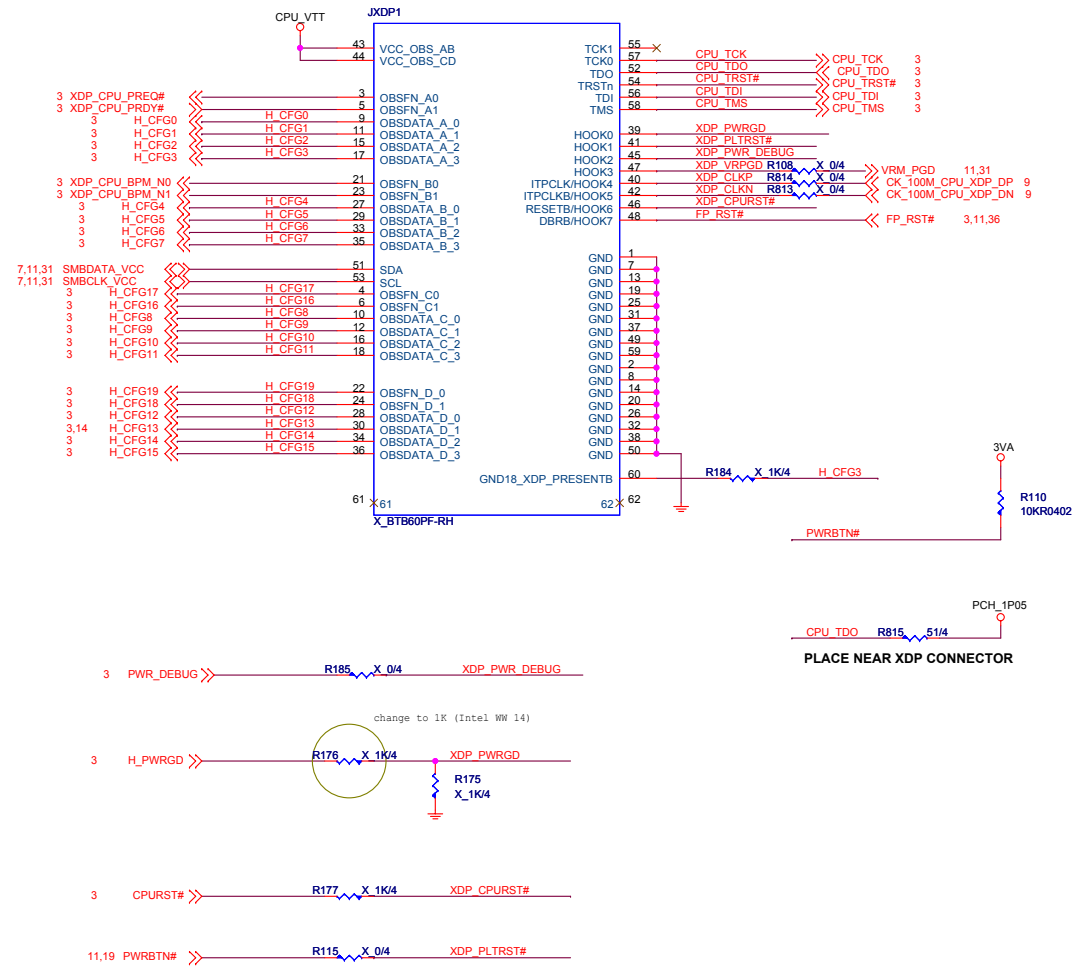 CPU_VTT
JXDP1
43 VCC_OBS_AB
44 VCC_OBS_CD
3 XDP_CPU_PREQ# 3 OBSFN_A0
3 XDP_CPU_PRDY# 5 OBSFN_A1
3 H_CFG0 H_CFG0 9 OBSDATA_A_0
3 H_CFG1 H_CFG1 11 OBSDATA_A_1
3 H_CFG2 H_CFG2 15 OBSDATA_A_2
3 H_CFG3 H_CFG3 17 OBSDATA_A_3
3 XDP_CPU_BPM_N0 21 OBSFN_B0
3 XDP_CPU_BPM_N1 23 OBSFN_B1
3 H_CFG4 H_CFG4 27 OBSDATA_B_0
3 H_CFG5 H_CFG5 29 OBSDATA_B_1
3 H_CFG6 H_CFG6 33 OBSDATA_B_2
3 H_CFG7 H_CFG7 35 OBSDATA_B_3
7,11,31 SMBDATA_VCC 51 SDA
7,11,31 SMBCLK_VCC 53 SCL
3 H_CFG17 H_CFG17 4 OBSFN_C0
3 H_CFG16 H_CFG16 6 OBSFN_C1
3 H_CFG8 H_CFG8 10 OBSDATA_C_0
3 H_CFG9 H_CFG9 12 OBSDATA_C_1
3 H_CFG10 H_CFG10 16 OBSDATA_C_2
3 H_CFG11 H_CFG11 18 OBSDATA_C_3
3 H_CFG19 H_CFG19 22 OBSFN_D_0
3 H_CFG18 H_CFG18 24 OBSFN_D_1
3 H_CFG12 H_CFG12 28 OBSDATA_D_0
3,14 H_CFG13 H_CFG13 30 OBSDATA_D_1
3 H_CFG14 H_CFG14 34 OBSDATA_D_2
3 H_CFG15 H_CFG15 36 OBSDATA_D_3
61 61
X_BTB60PF-RH
TCK1 55
TCK0 57 CPU_TCK CPU_TCK 3
TDO 52 CPU_TDO CPU_TDO 3
TRSTn 54 CPU_TRST# CPU_TRST# 3
TDI 56 CPU_TDI CPU_TDI 3
TMS 58 CPU_TMS CPU_TMS 3
HOOK0 39 XDP_PWRGD
HOOK1 41 XDP_PLTRST#
HOOK2 45 XDP_PWR_DEBUG
HOOK3 47 XDP_VRPGD R108 X_0/4 VRM_PGD 11,31
ITPCLK/HOOK4 40 XDP_CLKP R814 X_0/4 CK_100M_CPU_XDP_DP 9
ITPCLKB/HOOK5 42 XDP_CLKN R813 X_0/4 CK_100M_CPU_XDP_DN 9
RESETB/HOOK6 46 XDP_CPURST#
DBRB/HOOK7 48 FP_RST# FP_RST# 3,11,36
GND 1
GND 7
GND 13
GND 19
GND 25
GND 31
GND 37
GND 49
GND 59
GND 2
GND 8
GND 14
GND 20
GND 26
GND 32
GND 38
GND 50
GND18_XDP_PRESENTB 60 R184 X_1K/4 H_CFG3
62 62
3VA
R110
10KR0402
PWRBTN#
PCH_1P05
CPU_TDO R815 51/4
PLACE NEAR XDP CONNECTOR
3 PWR_DEBUG R185 X_0/4 XDP_PWR_DEBUG
change to 1K (Intel WW 14)
3 H_PWRGD R176 X_1K/4 XDP_PWRGD
R175
X_1K/4
3 CPURST# R177 X_1K/4 XDP_CPURST#
11,19 PWRBTN# R115 X_0/4 XDP_PLTRST#